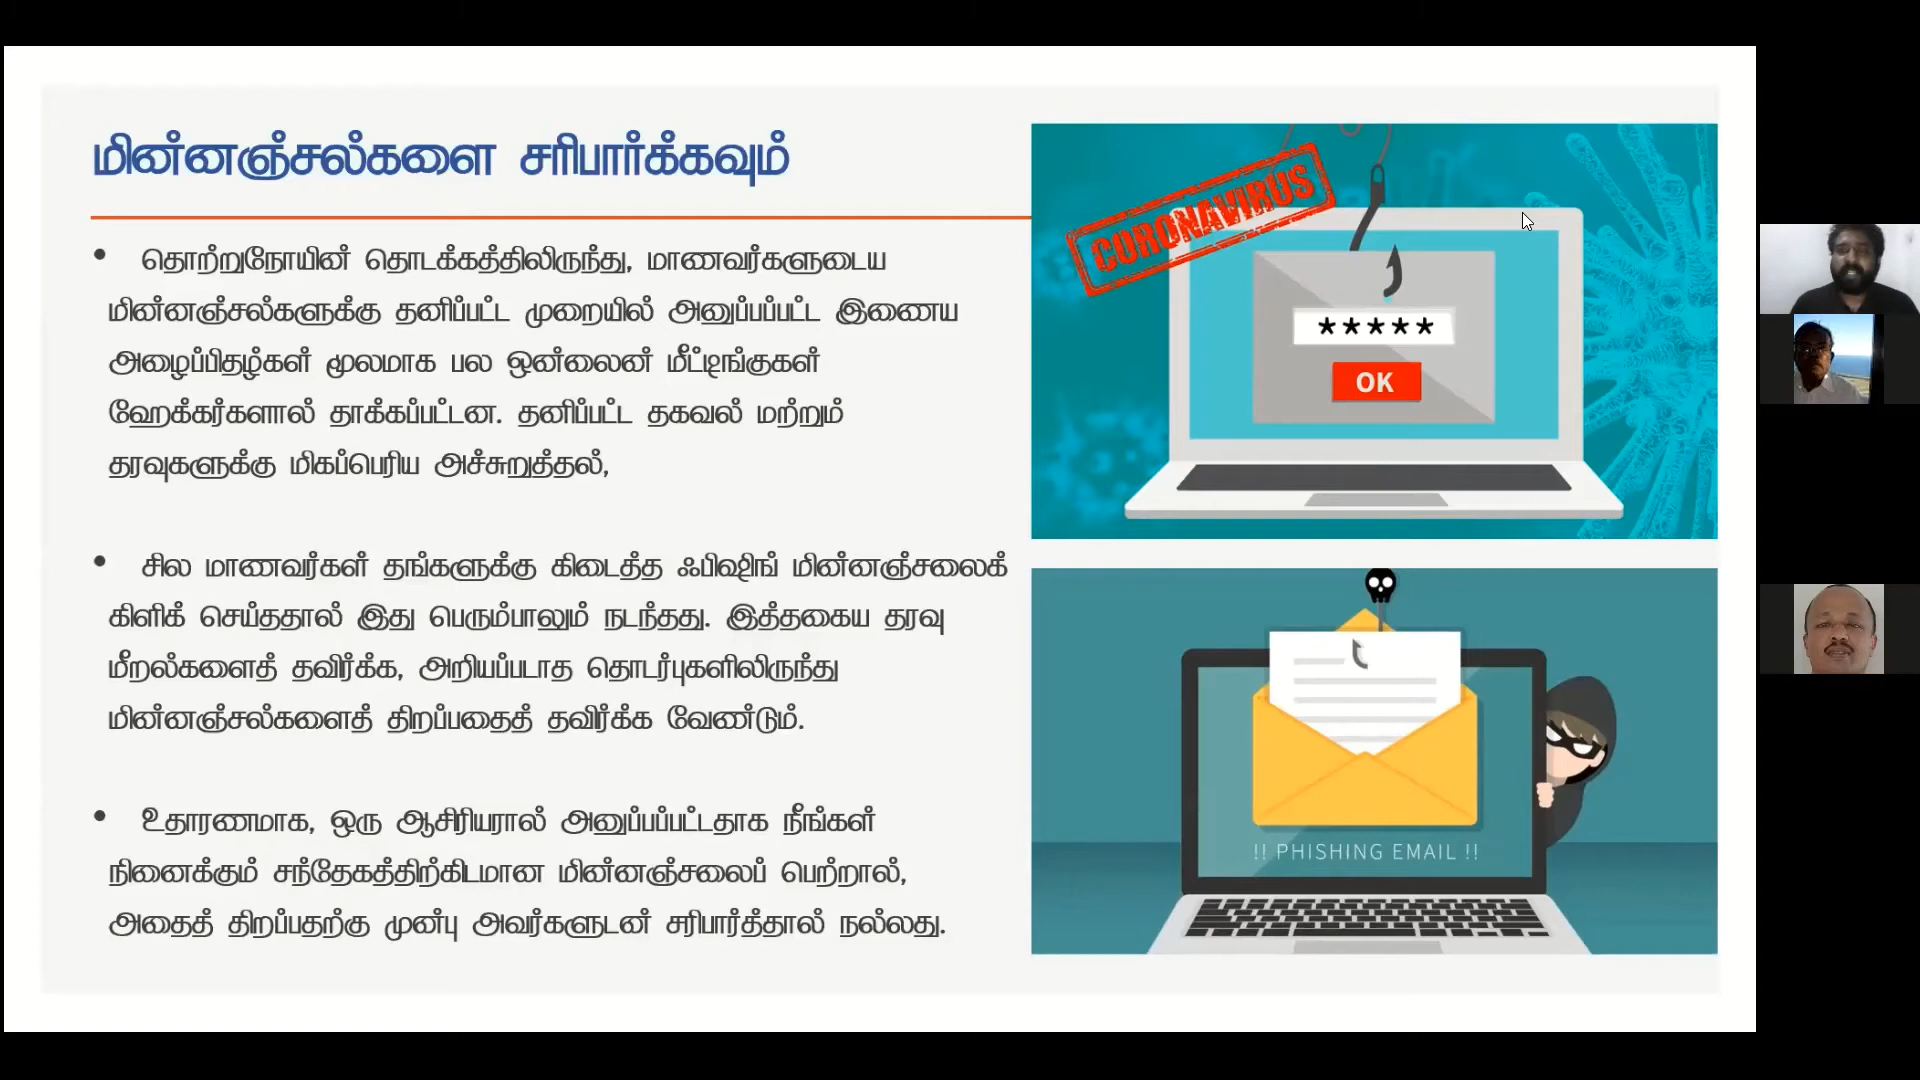 மின்னஞ்சல்களை சரிபார்க்கவும்
• தொற்றுநோயின் தொடக்கத்திலிருந்து, மாணவர்களுடைய
மின்னஞ்சல்களுக்கு தனிப்பட்ட முறையில் அனுப்பப்பட்ட இணைய
அழைப்பிதழ்கள் மூலமாக பல ஒன்லைன் மீட்டிங்குகள்
ஹேக்கர்களால் தாக்கப்பட்டன. தனிப்பட்ட தகவல் மற்றும்
தரவுகளுக்கு மிகப்பெரிய அச்சுறுத்தல்,
• சில மாணவர்கள் தங்களுக்கு கிடைத்த ஃபிஷிங் மின்னஞ்சலைக்
கிளிக் செய்ததால் இது பெரும்பாலும் நடந்தது. இத்தகைய தரவு
மீறல்களைத் தவிர்க்க, அறியப்படாத தொடர்புகளிலிருந்து
மின்னஞ்சல்களைத் திறப்பதைத் தவிர்க்க வேண்டும்.
• உதாரணமாக, ஒரு ஆசிரியரால் அனுப்பப்பட்டதாக நீங்கள்
நினைக்கும் சந்தேகத்திற்கிடமான மின்னஞ்சலைப் பெற்றால்,
அதைத் திறப்பதற்கு முன்பு அவர்களுடன் சரிபார்த்தால் நல்லது.
CORONAVIRUS
*****
OK
!! PHISHING EMAIL !!